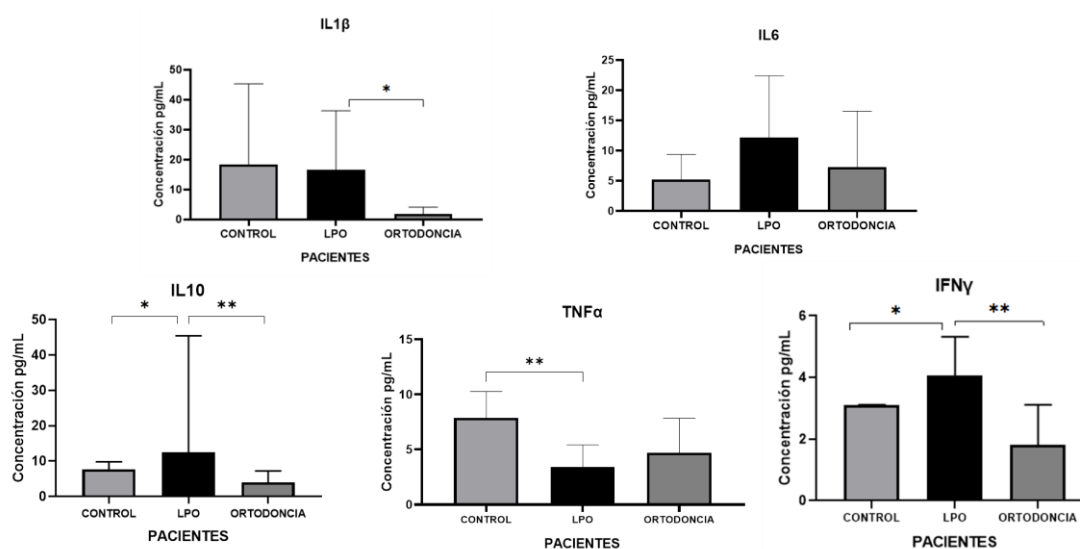 IL1β
Concentración pg/mL
50
40
30
20
10
0
*
CONTROL LPO ORTODONCIA
PACIENTES
IL6
Concentración pg/mL
25
20
15
10
5
0
CONTROL LPO ORTODONCIA
PACIENTES
IL10
Concentración pg/mL
50
40
30
20
10
0
* **
CONTROL LPO ORTODONCIA
PACIENTES
TNFα
Concentración pg/mL
15
10
5
0
**
CONTROL LPO ORTODONCIA
PACIENTES
IFNγ
Concentración pg/mL
6
4
2
0
* **
CONTROL LPO ORTODONCIA
PACIENTES